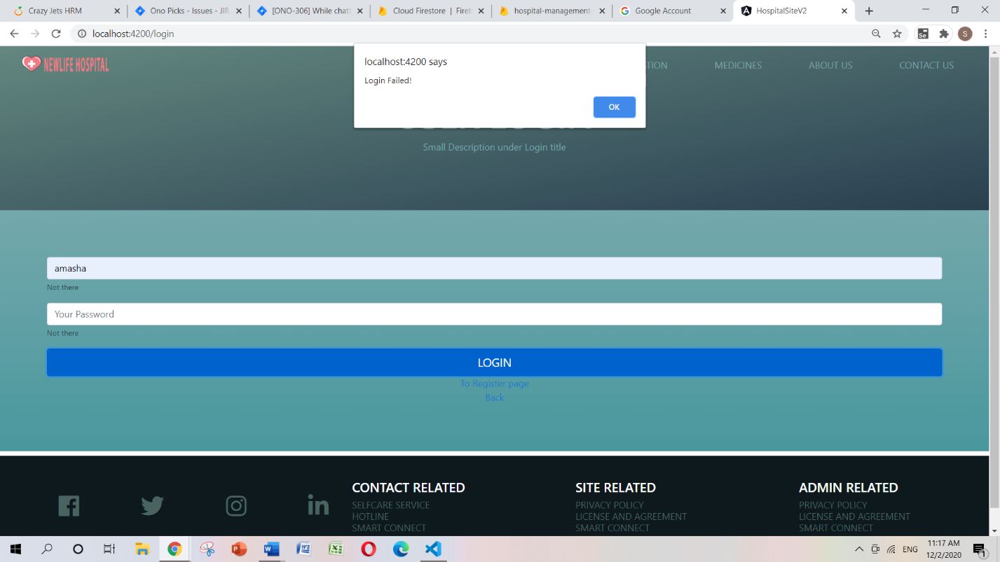 Crazy Jets HRM
Ono Picks - Issues - JIR
[ONO-306] While chatt
Cloud Firestore | Fireb
hospital-management-
Google Account
HospitalSiteV2
localhost:4200/login
Se
S
NEWLIFE HOSPITAL
TION
MEDICINES
ABOUT US
CONTACT US
localhost:4200 says
Login Failed!
OK
Small Description under Login title
amasha
Not there
Your Password
Not there
LOGIN
To Register page
Back
CONTACT RELATED
SELFCARE SERVICE
HOTLINE
SMART CONNECT
SITE RELATED
PRIVACY POLICY
LICENSE AND AGREEMENT
SMART CONNECT
ADMIN RELATED
PRIVACY POLICY
LICENSE AND AGREEMENT
SMART CONNECT
ENG
11:17 AM
12/2/2020
1